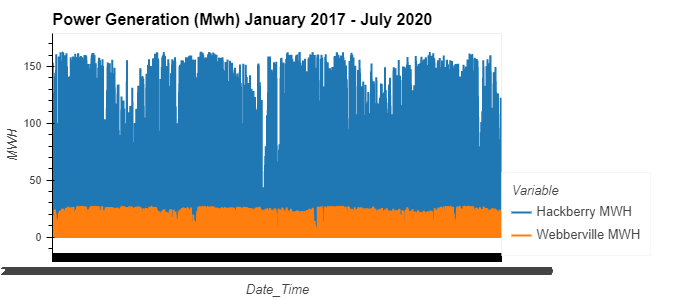 Power Generation (Mwh) January 2017 - July 2020
150
100
50
0
MWH
Variable
Hackberry MWH
Webberville MWH
Date_Time